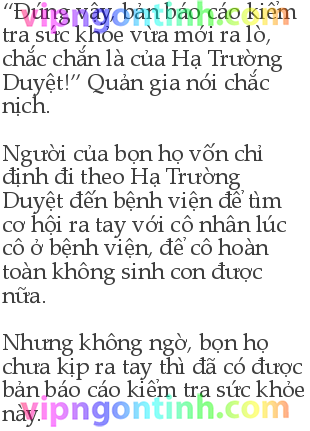 “Đúng vậy, bản báo cáo kiểm
vipngontinh.com
tra sức khỏe vừa mới ra lò,
chắc chắn là của Hạ Trường
Duyệt!” Quản gia nói chắc
nịch.
Người của bọn họ vốn chỉ
định đi theo Hạ Trường
Duyệt đến bệnh viện để tìm
cơ hội ra tay với cô nhân lúc
cô ở bệnh viện, để cô hoàn
toàn không sinh con được
nữa.
Nhưng không ngờ, bọn họ
chưa kịp ra tay thì đã có được
bản báo cáo kiểm tra sức khỏe
này.
vipngontinh.com